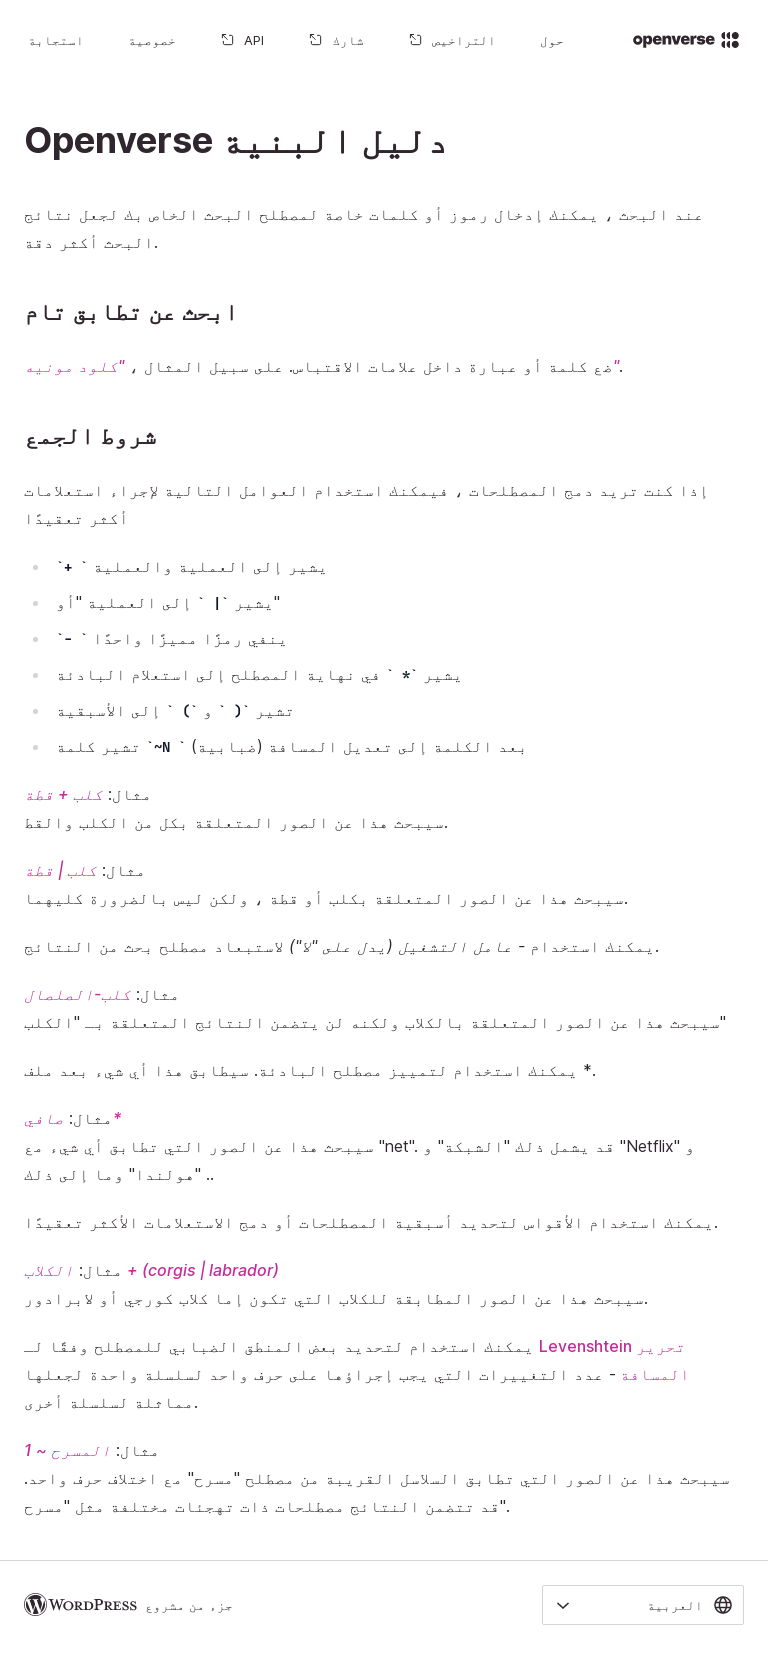 openverse
حول
التراخيص
شارك
API
خصوصية
استجابة
Openverse دليل البنية
عند البحث ، يمكنك إدخال رموز أو كلمات خاصة لمصطلح البحث الخاص بك لجعل نتائج
البحث أكثر دقة.
ابحث عن تطابق تام
ضع كلمة أو عبارة داخل علامات الاقتباس. على سبيل المثال ، "كلود مونيه".
شروط الجمع
إذا كنت تريد دمج المصطلحات ، فيمكنك استخدام العوامل التالية لإجراء استعلامات
أكثر تعقيدًا
`+ ` يشير إلى العملية والعملية
يشير `| ` إلى العملية "أو"
`- ` ينفي رمزًا مميزًا واحدًا
يشير `* ` في نهاية المصطلح إلى استعلام البادئة
تشير `( ` و `) ` إلى الأسبقية
تشير كلمة `~N ` بعد الكلمة إلى تعديل المسافة (ضبابية)
مثال: كلب + قطة
سيبحث هذا عن الصور المتعلقة بكل من الكلب والقط.
مثال: كلب | قطة
سيبحث هذا عن الصور المتعلقة بكلب أو قطة ، ولكن ليس بالضرورة كليهما.
يمكنك استخدام - عامل التشغيل (يدل على "لا") لاستبعاد مصطلح بحث من النتائج.
مثال: كلب-الصلصال
سيبحث هذا عن الصور المتعلقة بالكلاب ولكنه لن يتضمن النتائج المتعلقة بـ "الكلب"
يمكنك استخدام لتمييز مصطلح البادئة. سيطابق هذا أي شيء بعد ملف *.
مثال: صافي*
سيبحث هذا عن الصور التي تطابق أي شيء مع "net". قد يشمل ذلك "الشبكة" و "Netflix" و
"هولندا" وما إلى ذلك ..
يمكنك استخدام الأقواس لتحديد أسبقية المصطلحات أو دمج الاستعلامات الأكثر تعقيدًا.
مثال: الكلاب + (corgis | labrador)
سيبحث هذا عن الصور المطابقة للكلاب التي تكون إما كلاب كورجي أو لابرادور.
يمكنك استخدام لتحديد بعض المنطق الضبابي للمصطلح وفقًا لـ Levenshtein تحرير
المسافة - عدد التغييرات التي يجب إجراؤها على حرف واحد لسلسلة واحدة لجعلها
مماثلة لسلسلة أخرى.
مثال: المسرح ~ 1
سيبحث هذا عن الصور التي تطابق السلاسل القريبة من مصطلح "مسرح" مع اختلاف حرف واحد.
قد تتضمن النتائج مصطلحات ذات تهجئات مختلفة مثل "مسرح".
العربية
جزء من مشروع WORDPRESS